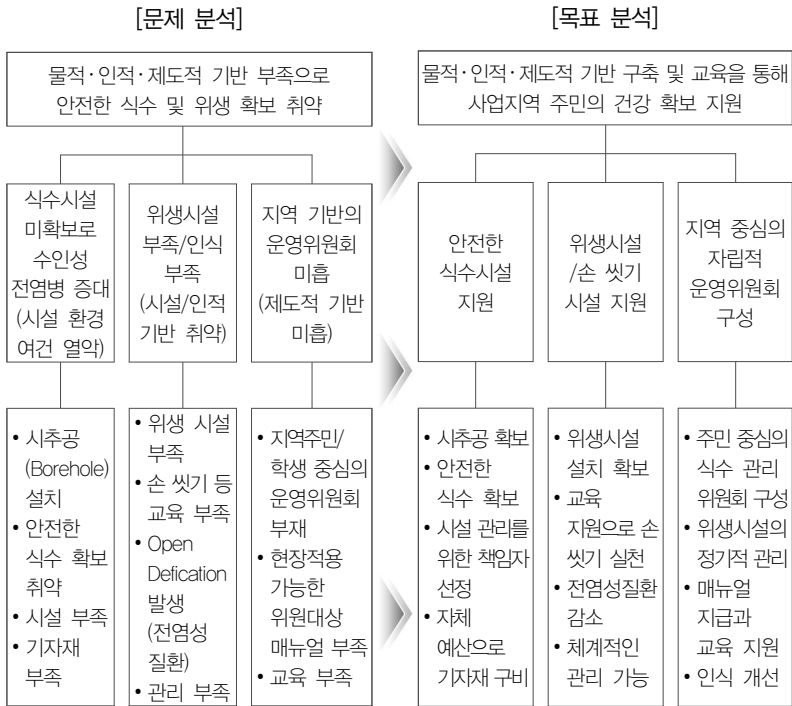 [문제 분석]
물적·인적·제도적 기반 부족으로
안전한 식수 및 위생 확보 취약
식수시설
미확보로
수인성
전염병 증대
(시설 환경
여건 열악)
위생시설
부족/인식
부족
(시설/인적
기반 취약)
지역 기반의
운영위원회
미흡
(제도적 기반
미흡)
• 시추공
(Borehole)
설치
• 안전한
식수 확보
취약
• 시설 부족
• 기자재
부족
• 위생 시설
부족
• 손 씻기 등
교육 부족
• Open
Defication
발생
(전염성
질환)
• 관리 부족
• 지역주민/
학생 중심의
운영위원회
부재
• 현장적용
가능한
위원대상
매뉴얼 부족
• 교육 부족
[목표 분석]
물적·인적·제도적 기반 구축 및 교육을 통해
사업지역 주민의 건강 확보 지원
안전한
식수시설
지원
위생시설
/손 씻기
시설 지원
지역 중심의
자립적
운영위원회
구성
• 시추공 확보
• 안전한
식수 확보
• 시설 관리를
위한 책임자
선정
• 자체
예산으로
기자재 구비
• 위생시설
설치 확보
• 교육
지원으로 손
씻기 실천
• 전염성질환
감소
• 체계적인
관리 가능
• 주민 중심의
식수 관리
위원회 구성
• 위생시설의
정기적 관리
• 매뉴얼
지급과
교육 지원
• 인식 개선